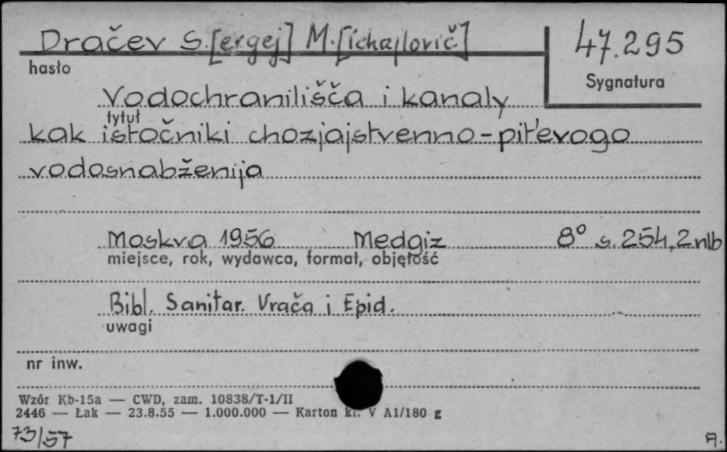 Dračev S.[ergej] M.[ichajlovič]
47.295
hasło
Sygnatura
Vodochranilišča i kanaly
tytuł
kak istočniki chozjajstvenno-pit'evogo
vodosnabženija
Moskva 1956 Medgiz 8° s. 254, 2 nlb
miejsce, rok, wydawca, format, objętość
Bibl. Sanitar. Vrača i Epid.
uwagi
nr inw.
Wzór Kb-15a — CWD, zam. 10838/T-1/II
2446 — Łak — 23.8.55 — 1.000.000 — Karton kl. V A1/180 g
73/57
A.